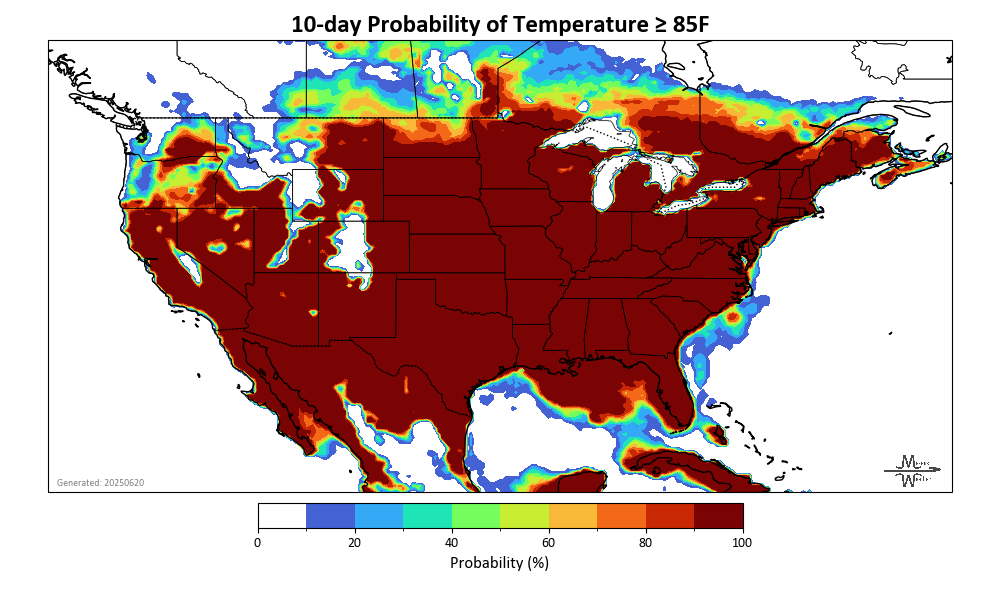 10-day Probability of Temperature ≥ 85F
Generated: 20250620
0 20 40 60 80 100
Probability (%)